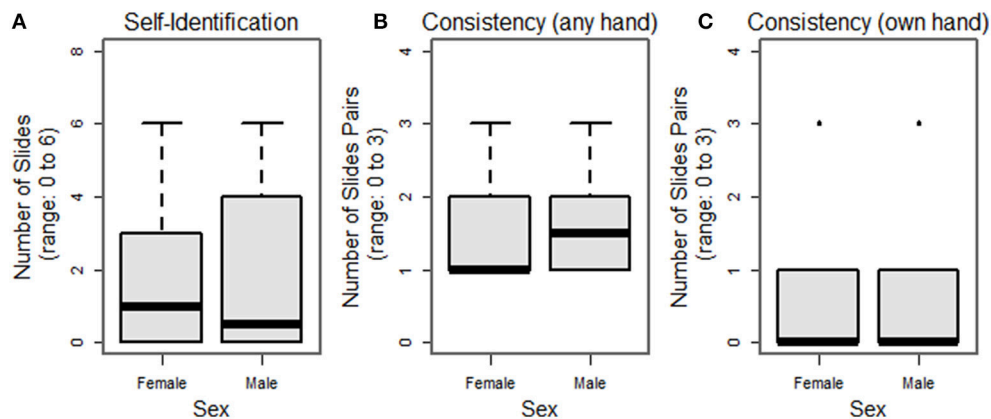 A
Self-Identification
Number of Slides
(range: 0 to 6)
8
6
4
2
0
Female
Male
Sex
B
Consistency (any hand)
Number of Slides Pairs
(range: 0 to 3)
4
3
2
1
0
Female
Male
Sex
C
Consistency (own hand)
Number of Slides Pairs
(range: 0 to 3)
4
3
2
1
0
Female
Male
Sex